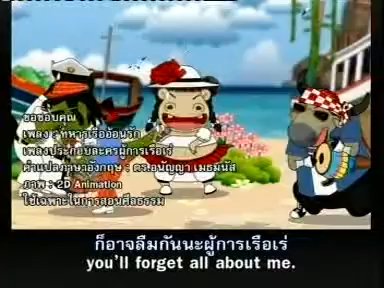 ขอขอบคุณ
เพลง : ทหารเรืออ้อนรัก
เพลงประกอบละครผู้การเรือเร่
คำแปลภาษาอังกฤษ : ดร.อนัญญา เมธมนัส
ภาพ : 2D Animation
ใช้เฉพาะในการสอนศีลธรรม
ก็อาจลืมกันนะผู้การเรือเร่
you'll forget all about me.